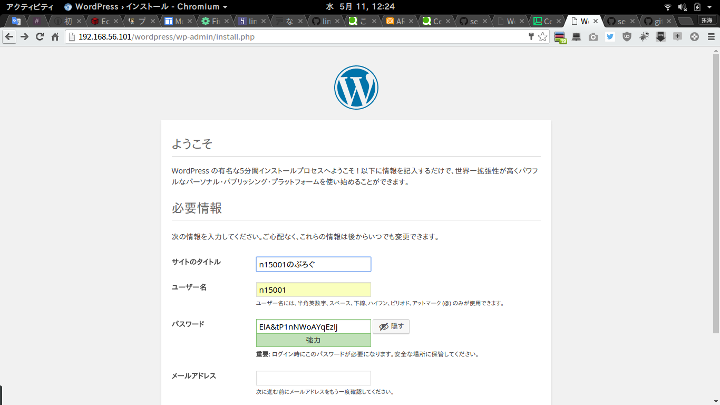 アクティビティ
WordPress › インストール - Chromium ▾
水 5月 11, 12:24
192.168.56.101/wordpress/wp-admin/install.php
ようこそ
WordPress の有名な5分間インストールプロセスへようこそ！以下に情報を記入するだけで、世界一拡張性が高くパワフ
ルなパーソナル・パブリッシング・プラットフォームを使い始めることができます。
必要情報
次の情報を入力してください。ご心配なく、これらの情報は後からいつでも変更できます。
サイトのタイトル
n15001のぶろぐ
ユーザー名
n15001
ユーザー名には、半角英数字、スペース、下線、ハイフン、ピリオド、アットマーク (@) のみが使用できます。
パスワード
隠す
強力
重要: ログイン時にこのパスワードが必要になります。安全な場所に保管してください。
メールアドレス
次に進む前にメールアドレスをもう一度確認してください。